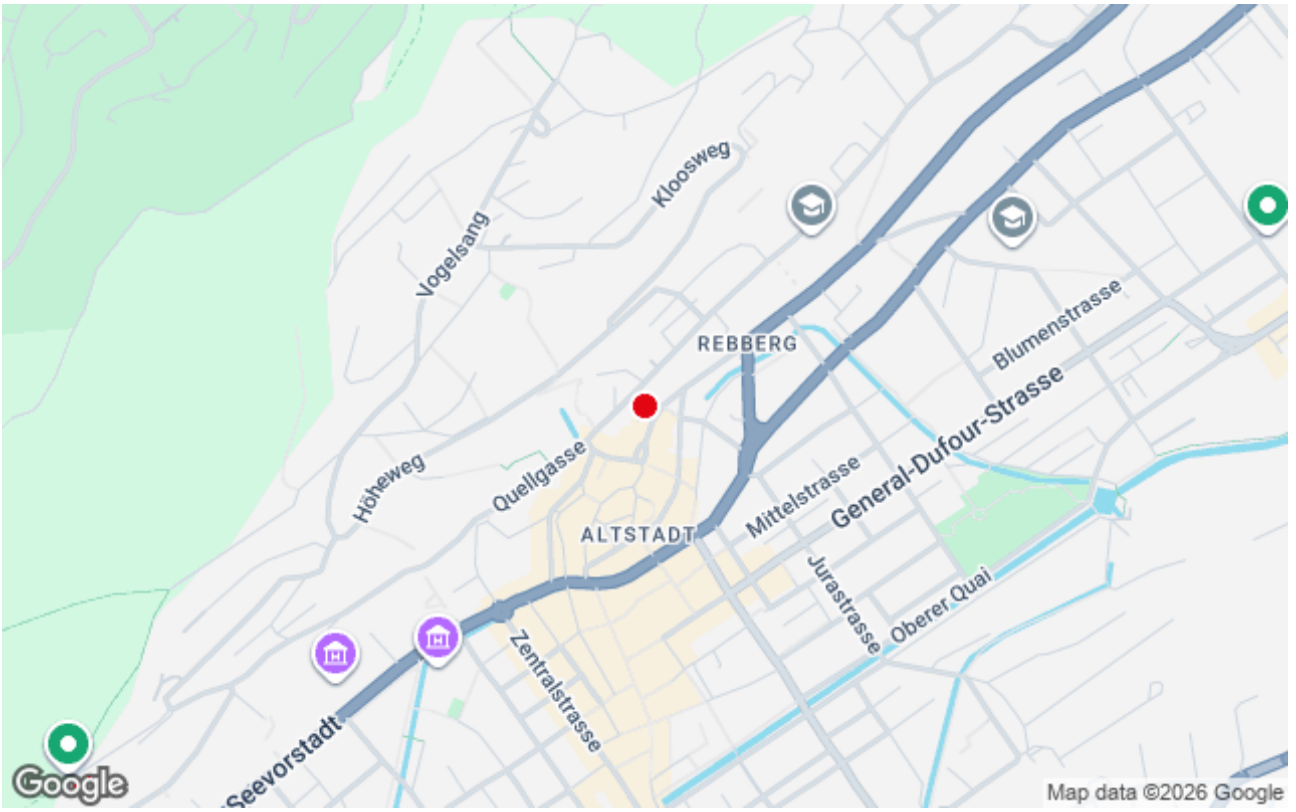 Kloosweg
Vogelsang
REBBERG
Blumenstrasse
General-Dufour-Strasse
Höheweg
Quellgasse
Mittelstrasse
ALTSTADT
Jurastrasse
Oberer Quai
Zentralstrasse
Seevorstadt
Google
Map data ©2026 Google